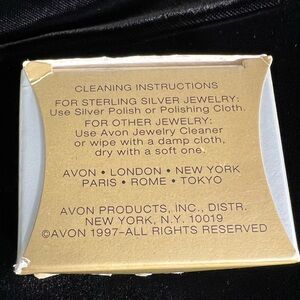 CLEANING INSTRUCTIONS
FOR STERLING SILVER JEWELRY:
Use Silver Polish or Polishing Cloth.
FOR OTHER JEWELRY:
Use Avon Jewelry Cleaner
or wipe with a damp cloth,
dry with a soft one.
AVON • LONDON • NEW YORK
PARIS • ROME • TOKYO
AVON PRODUCTS, INC., DISTR.
NEW YORK, N.Y. 10019
©AVON 1997–ALL RIGHTS RESERVED